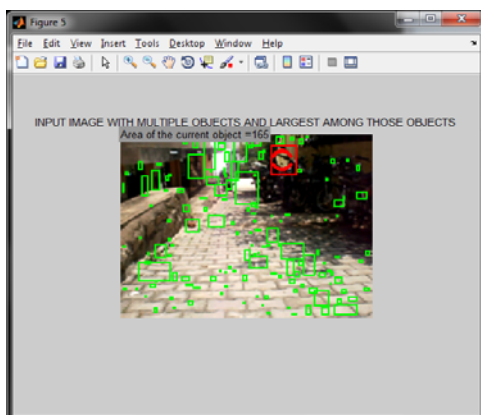 Figure 5
File Edit View Insert Tools Desktop Window Help
INPUT IMAGE WITH MULTIPLE OBJECTS AND LARGEST AMONG THOSE OBJECTS
Area of the current object =165